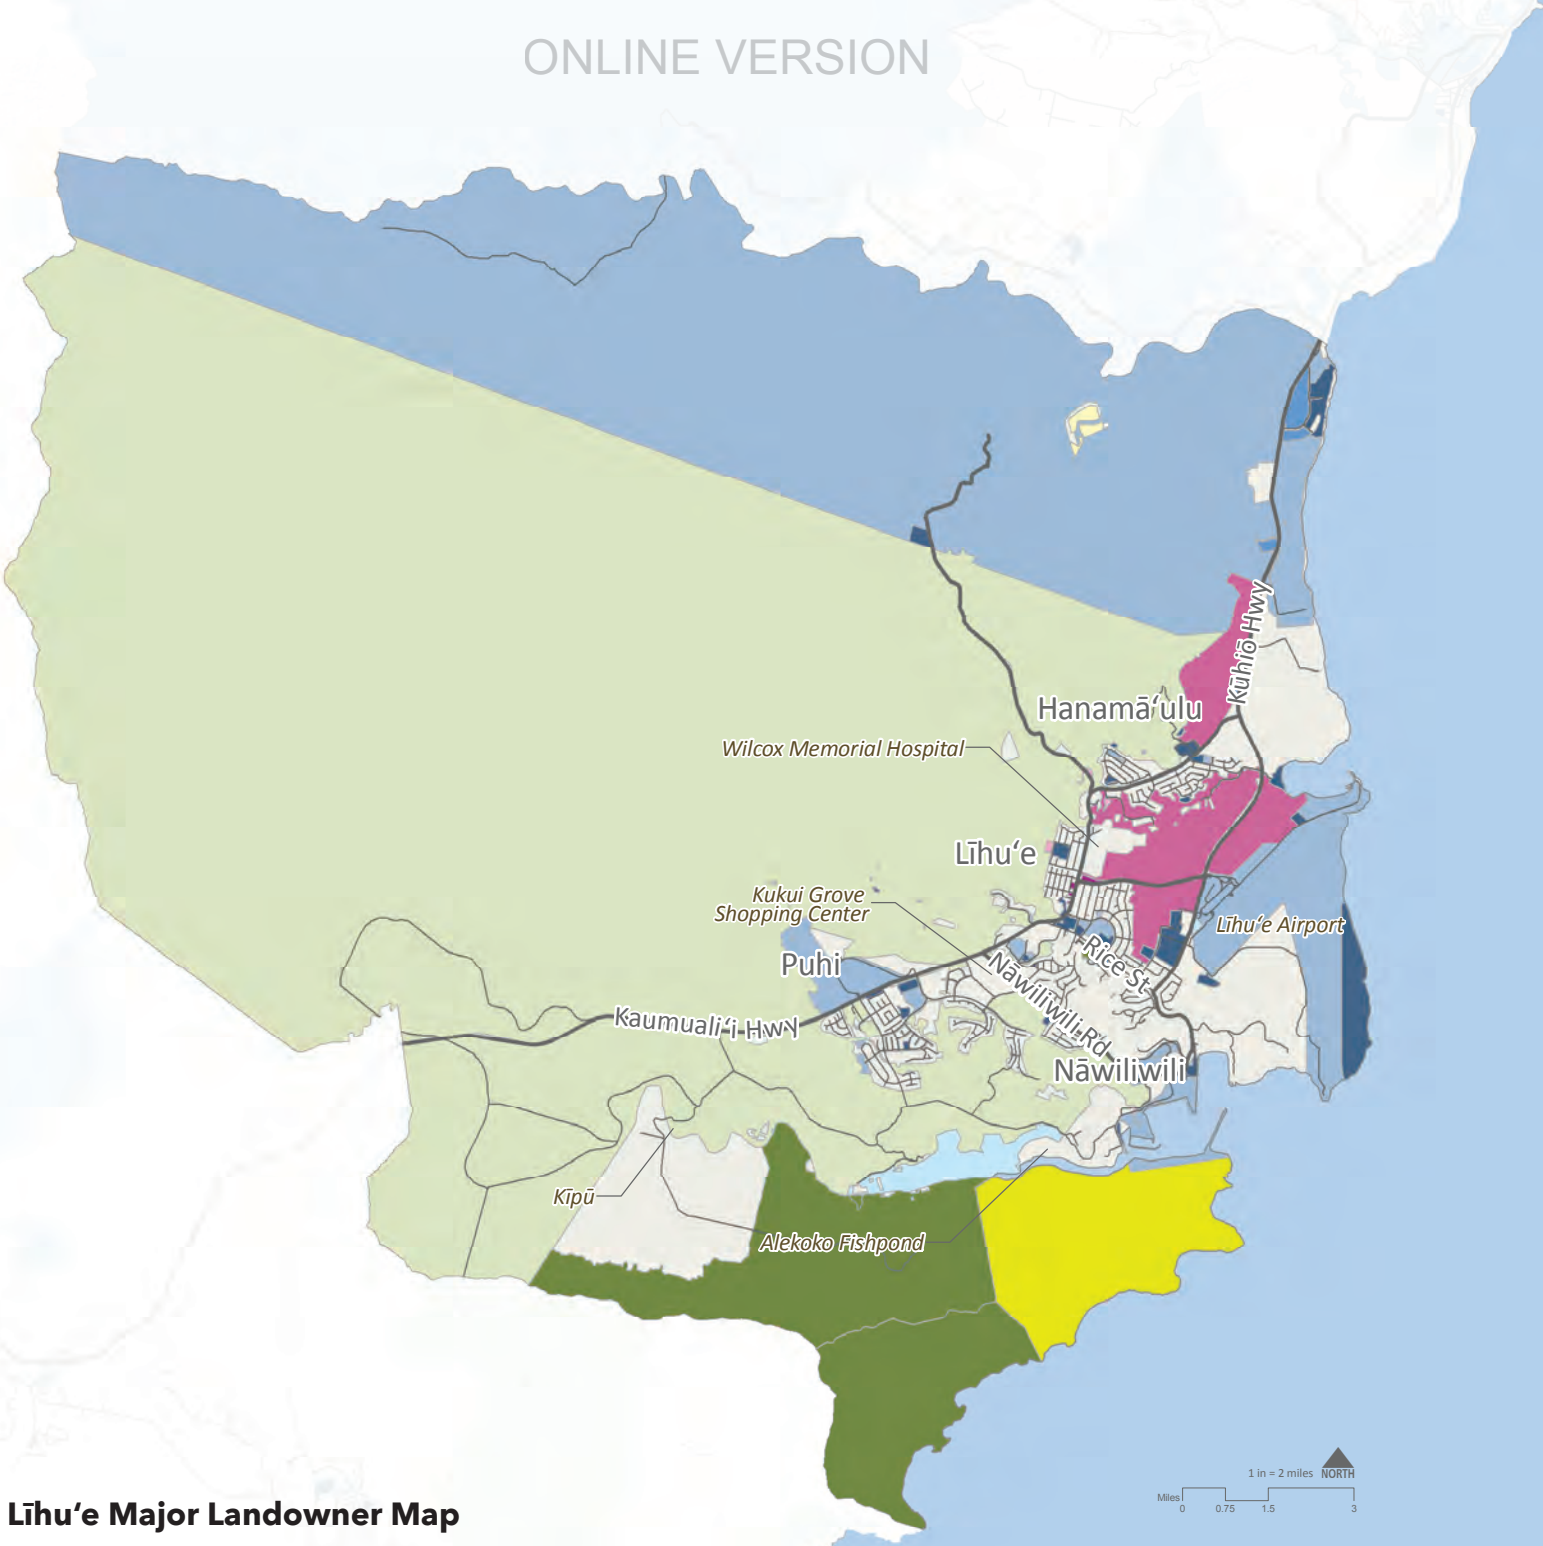 ONLINE VERSION
Kūhiō Hwy
Hanamāʻulu
Wilcox Memorial Hospital
Līhuʻe
Kukui Grove
Shopping Center
Līhuʻe Airport
Rice St
Puhi
Nāwiliwili Rd
Kaumualiʻi Hwy
Nāwiliwili
Kīpū
Alekoko Fishpond
1 in = 2 miles NORTH
Miles
0 0.75 1.5 3
Līhuʻe Major Landowner Map